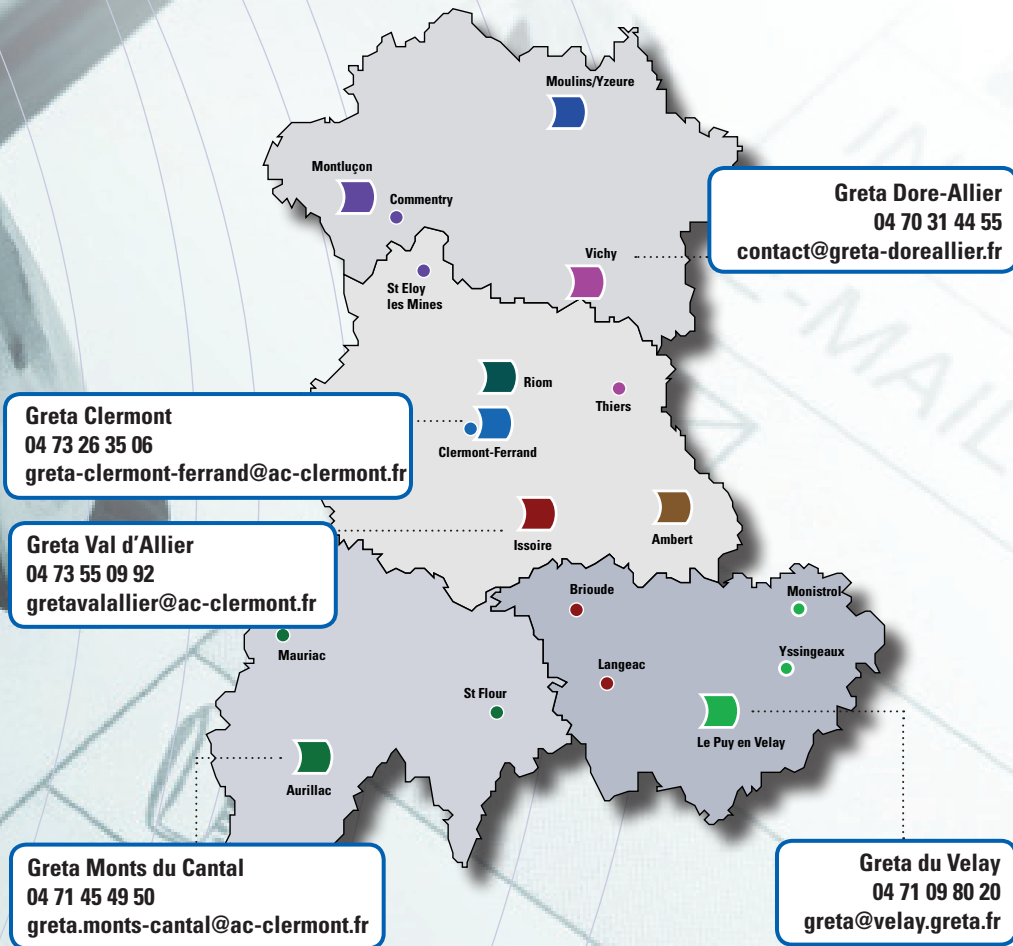 Moulins/Yzeure
Montluçon
Commentry
Greta Dore-Allier
04 70 31 44 55
contact@greta-doreallier.fr
Vichy
St Eloy
les Mines
Riom
Thiers
Greta Clermont
04 73 26 35 06
greta-clermont-ferrand@ac-clermont.fr
Clermont-Ferrand
Greta Val d'Allier
04 73 55 09 92
gretavalallier@ac-clermont.fr
Issoire
Ambert
Brioude
Monistrol
Mauriac
Langeac
Yssingeaux
St Flour
Le Puy en Velay
Aurillac
Greta Monts du Cantal
04 71 45 49 50
greta.monts-cantal@ac-clermont.fr
Greta du Velay
04 71 09 80 20
greta@velay.greta.fr